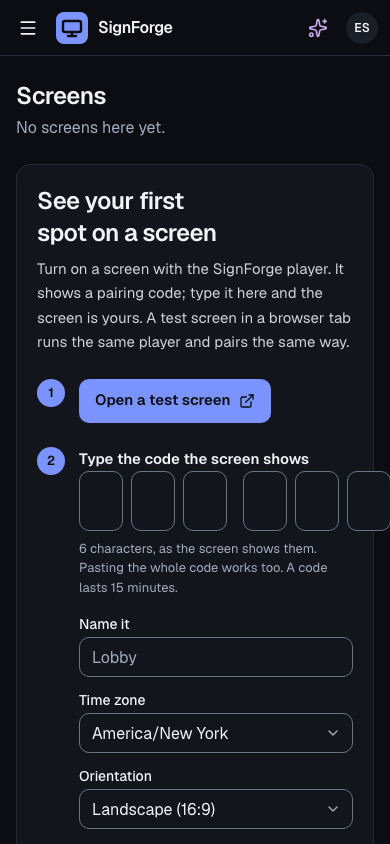 SignForge
ES
Screens
No screens here yet.
See your first
spot on a screen
Turn on a screen with the SignForge player. It
shows a pairing code; type it here and the
screen is yours. A test screen in a browser tab
runs the same player and pairs the same way.
1
Open a test screen
2
Type the code the screen shows
6 characters, as the screen shows them.
Pasting the whole code works too. A code
lasts 15 minutes.
Name it
Lobby
Time zone
America/New York
Orientation
Landscape (16:9)